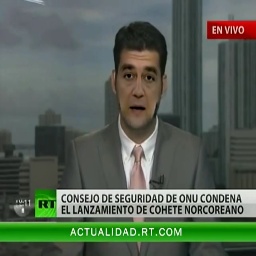 EN VIVO
RT
CONSEJO DE SEGURIDAD DE ONU CONDENA
EL LANZAMIENTO DE COHETE NORCOREANO
ACTUALIDAD.RT.COM